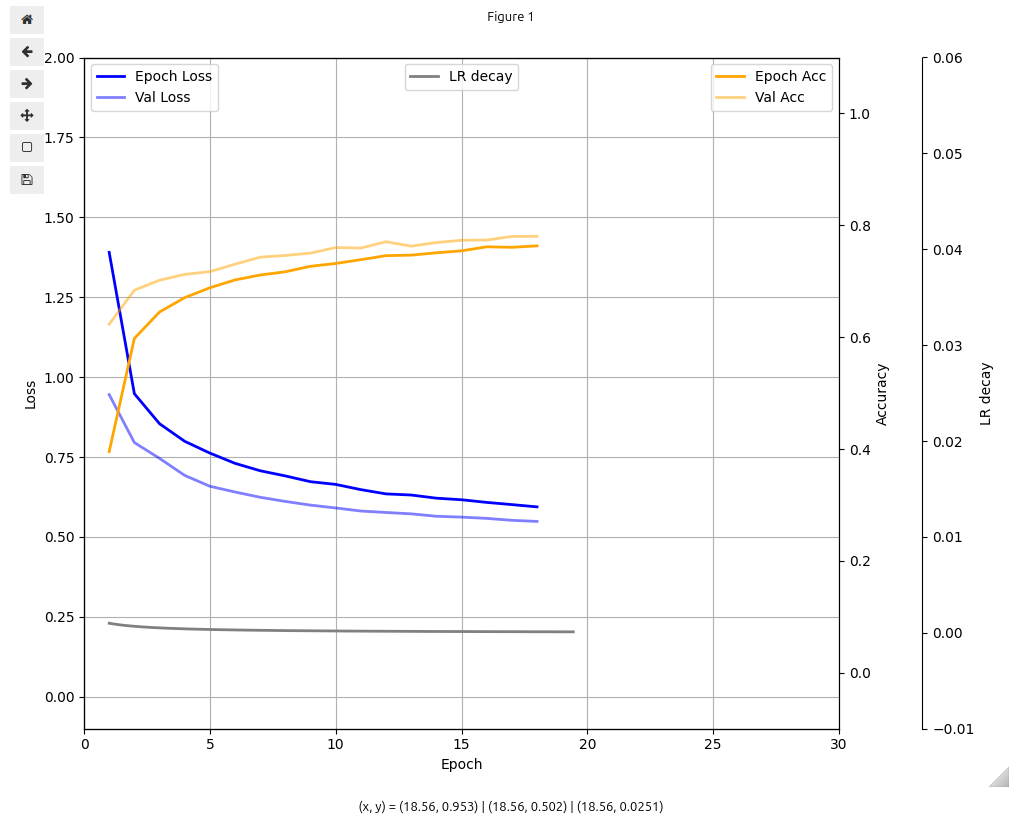 Figure 1
Epoch Loss
Val Loss
LR decay
Epoch Acc
Val Acc
2.00
1.75
1.50
1.25
1.00
0.75
0.50
0.25
0.00
Loss
0
5
10
15
20
25
30
Epoch
1.0
0.8
0.6
0.4
0.2
0.0
Accuracy
0.06
0.05
0.04
0.03
0.02
0.01
0.00
−0.01
LR decay
(x, y) = (18.56, 0.953) | (18.56, 0.502) | (18.56, 0.0251)